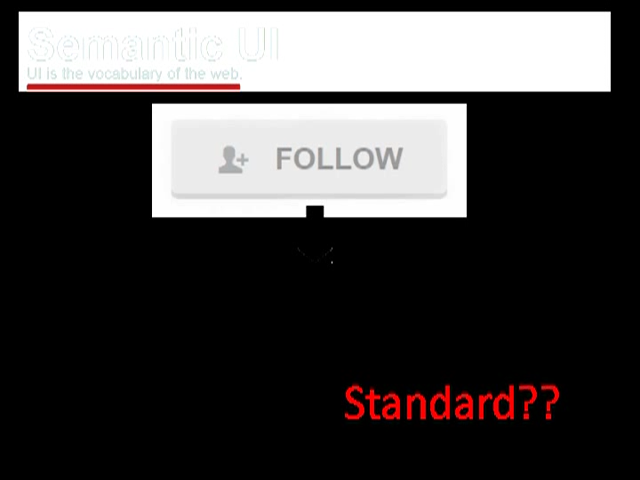 Semantic UI
UI is the vocabulary of the web.
FOLLOW
Standard??